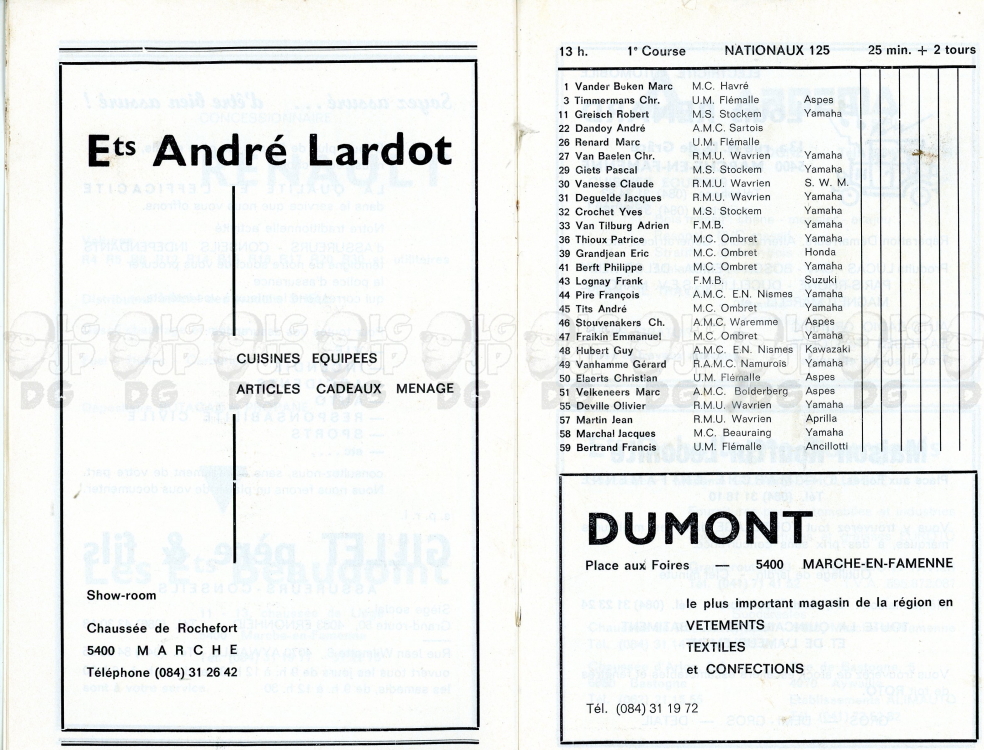 Ets André Lardot
CUISINES EQUIPEES
ARTICLES CADEAUX MENAGE
Show-room
Chaussée de Rochefort
5400 MARCHE
Téléphone (084) 31 26 42
13 h. 1e Course NATIONAUX 125 25 min. + 2 tours
1 Vander Beken Marc M.C. Havré
3 Timmermans Chr. U.M. Flémalle Aspes
11 Greisch Robert M.S. Stockem Yamaha
22 Dandoy André A.M.C. Sartois
26 Renard Marc U.M. Flémalle
27 Van Baelen Chr. R.M.U. Wavrien Yamaha
29 Giets Pascal M.S. Stockem Yamaha
30 Vanesse Claude R.M.U. Wavrien S. W. M.
31 Deguelde Jacques R.M.U. Wavrien Yamaha
32 Crochet Yves M.S. Stockem Yamaha
33 Van Tilburg Adrien F.M.B. Yamaha
36 Thioux Patrice M.C. Ombret Yamaha
39 Grandjean Eric M.C. Ombret Honda
41 Berft Philippe M.C. Ombret Yamaha
43 Lognay Frank F.M.B. Suzuki
44 Pire François A.M.C. E.N. Nismes Yamaha
45 Tits André M.C. Ombret Yamaha
46 Stouvenakers Ch. A.M.C. Waremme Aspes
47 Fraikin Emmanuel M.C. Ombret Yamaha
48 Hubert Guy A.M.C. E.N. Nismes Kawazaki
49 Vanhamme Gérard R.A.M.C. Namurois Yamaha
50 Elaerts Christian U.M. Flémalle Aspes
51 Velkeneers Marc A.M.C. Bolderberg Aspes
55 Deville Olivier R.M.U. Wavrien Yamaha
57 Martin Jean R.M.U. Wavrien Aprilla
58 Marchal Jacques M.C. Beauraing Yamaha
59 Bertrand Francis U.M. Flémalle Ancillotti
DUMONT
Place aux Foires — 5400 MARCHE-EN-FAMENNE
le plus important magasin de la région en
VETEMENTS
TEXTILES
et CONFECTIONS
Tél. (084) 31 19 72